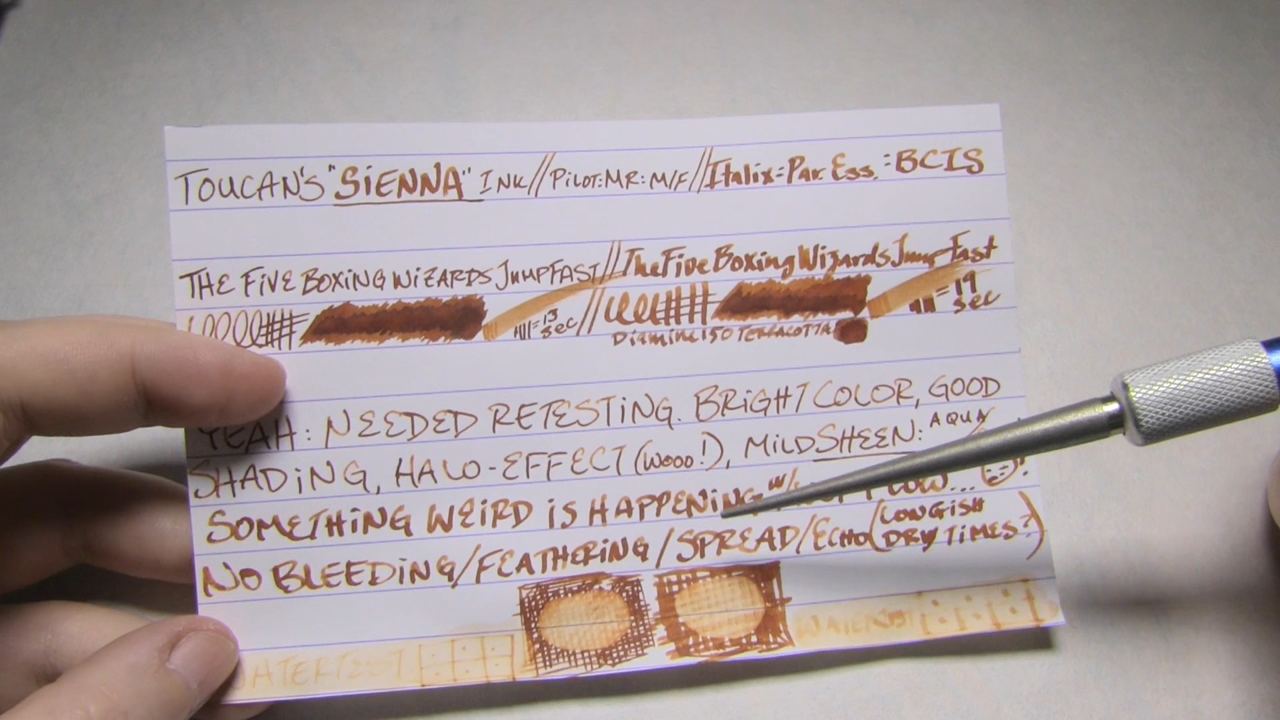 TOUCAN'S "SIENNA" INK // PILOT:MR:M/F // Italix=Par. Ess. :BCIS
THE FIVE BOXING WIZARDS JUMP FAST // The Five Boxing Wizards Jump Fast
= 13 sec // = 19 sec
Diamine 150 TERRACOTTA
YEAH: NEEDED RETESTING. BRIGHT COLOR, GOOD
SHADING, HALO-EFFECT (WOOO!), MILD SHEEN: AQUA
SOMETHING WEIRD IS HAPPENING w/ FLOW... !
NO BLEEDING/FEATHERING/SPREAD/ECHO (LONGISH DRY TIMES?)
WATERTEST